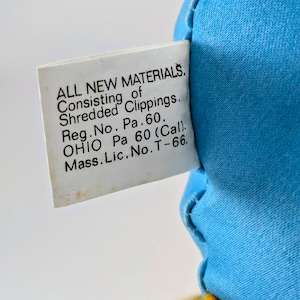 ALL NEW MATERIALS.
Consisting of
Shredded Clippings.
Reg. No. Pa. 60.
OHIO Pa 60 (Cal).
Mass. Lic. No. T-66.